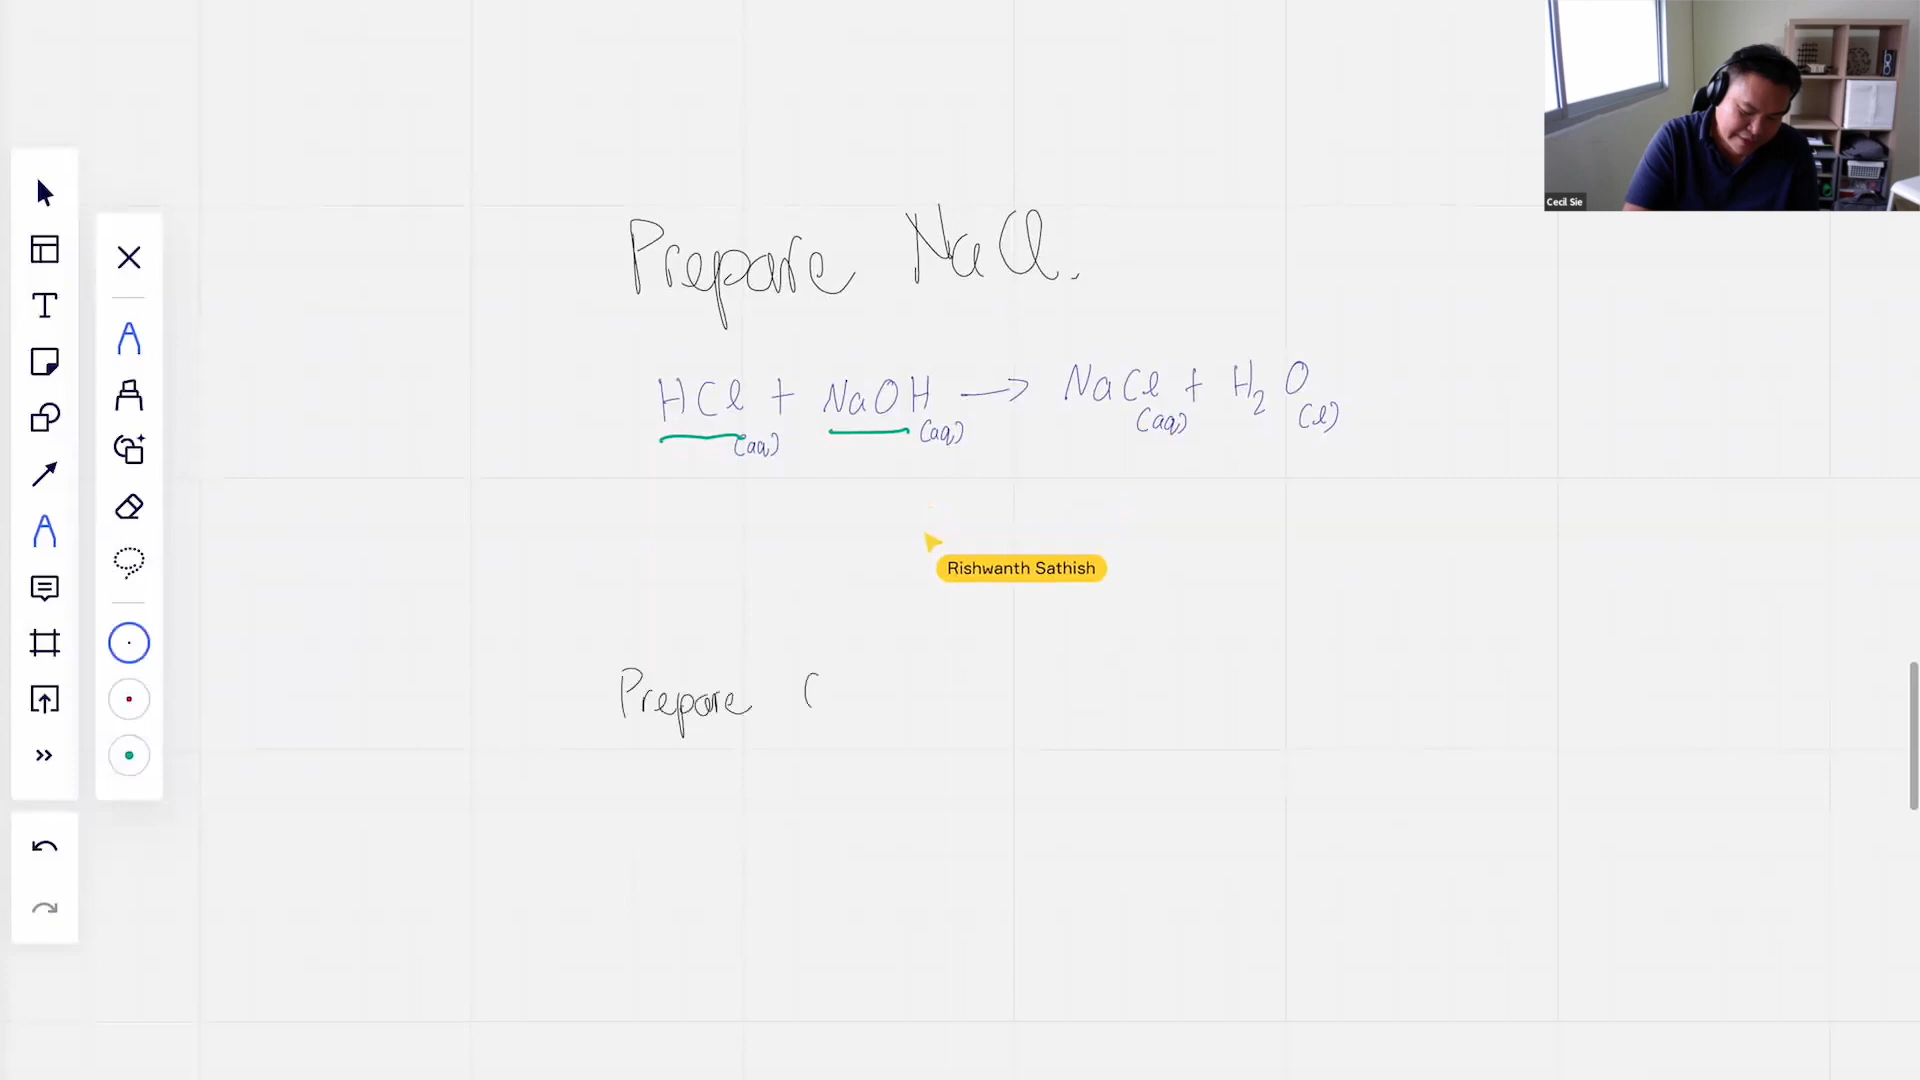 Cecil Sie
Prepare NaCl.
HCl(aq) + NaOH(aq) → NaCl(aq) + H2O(l)
Rishwanth Sathish
Prepare (